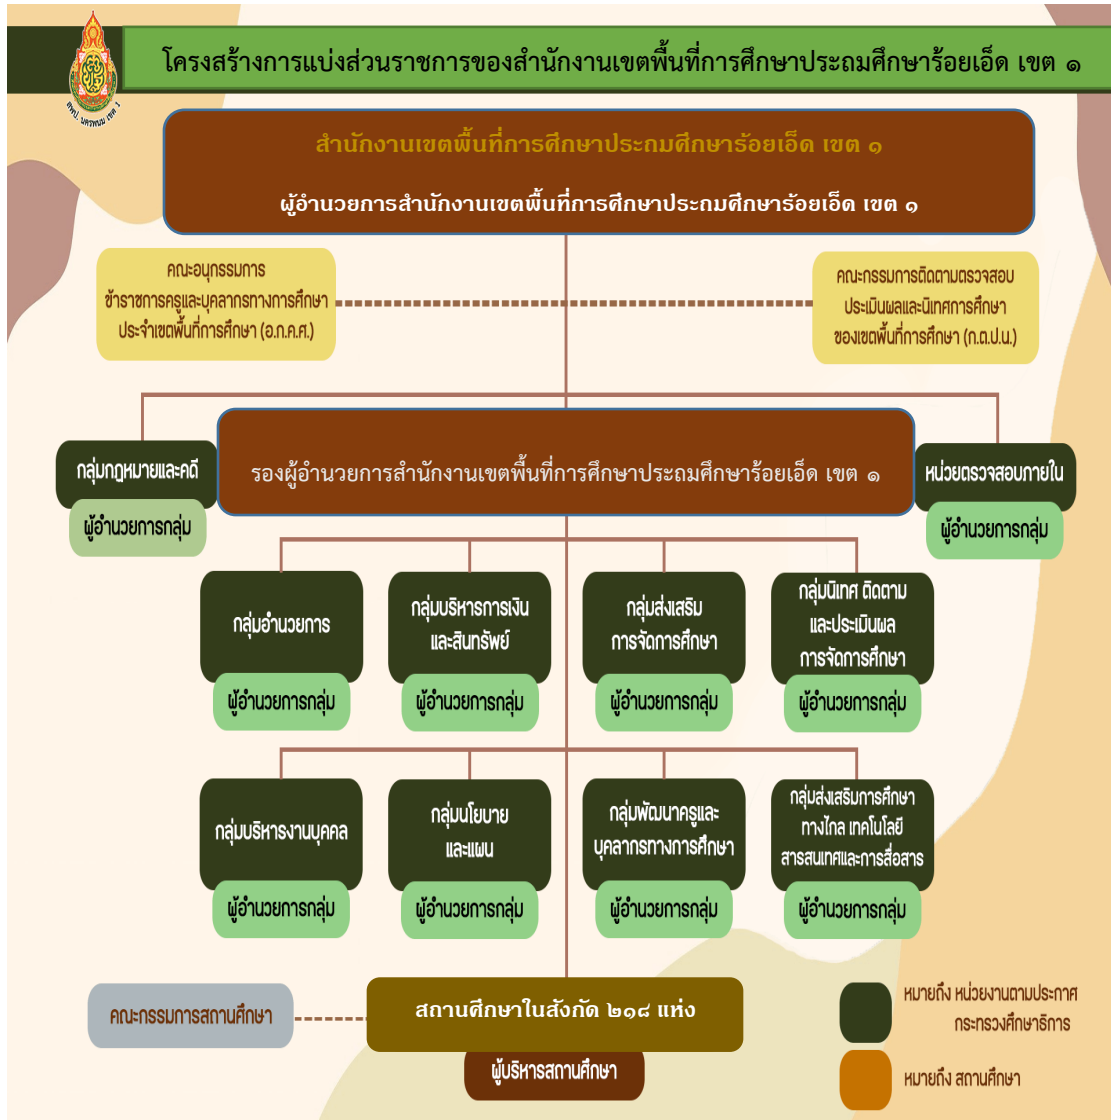 โครงสร้างการแบ่งส่วนราชการของสำนักงานเขตพื้นที่การศึกษาประถมศึกษาร้อยเอ็ด เขต ๑
สพป. นครพนม เขต 1
สำนักงานเขตพื้นที่การศึกษาประถมศึกษาร้อยเอ็ด เขต ๑
ผู้อำนวยการสำนักงานเขตพื้นที่การศึกษาประถมศึกษาร้อยเอ็ด เขต ๑
คณะอนุกรรมการ
ข้าราชการครูและบุคลากรทางการศึกษา
ประจำเขตพื้นที่การศึกษา (อ.ก.ค.ศ.)
คณะกรรมการติดตามตรวจสอบ
ประเมินผลและนิเทศการศึกษา
ของเขตพื้นที่การศึกษา (ก.ต.ป.น.)
กลุ่มกฎหมายและคดี
ผู้อำนวยการกลุ่ม
รองผู้อำนวยการสำนักงานเขตพื้นที่การศึกษาประถมศึกษาร้อยเอ็ด เขต ๑
หน่วยตรวจสอบภายใน
ผู้อำนวยการกลุ่ม
กลุ่มอำนวยการ
ผู้อำนวยการกลุ่ม
กลุ่มบริหารการเงิน
และสินทรัพย์
ผู้อำนวยการกลุ่ม
กลุ่มส่งเสริม
การจัดการศึกษา
ผู้อำนวยการกลุ่ม
กลุ่มนิเทศ ติดตาม
และประเมินผล
การจัดการศึกษา
ผู้อำนวยการกลุ่ม
กลุ่มบริหารงานบุคคล
ผู้อำนวยการกลุ่ม
กลุ่มนโยบาย
และแผน
ผู้อำนวยการกลุ่ม
กลุ่มพัฒนาครูและ
บุคลากรทางการศึกษา
ผู้อำนวยการกลุ่ม
กลุ่มส่งเสริมการศึกษา
ทางไกล เทคโนโลยี
สารสนเทศและการสื่อสาร
ผู้อำนวยการกลุ่ม
คณะกรรมการสถานศึกษา
สถานศึกษาในสังกัด ๒๑๘ แห่ง
ผู้บริหารสถานศึกษา
หมายถึง หน่วยงานตามประกาศ
กระทรวงศึกษาธิการ
หมายถึง สถานศึกษา